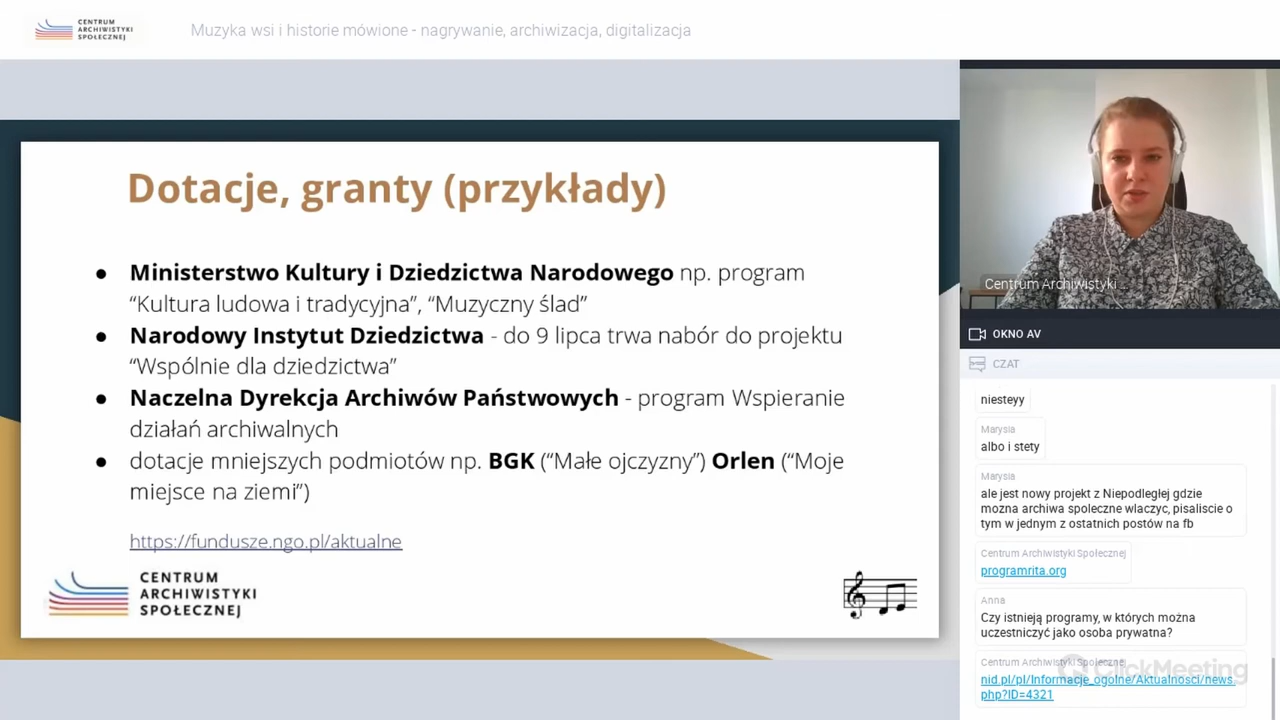 CENTRUM
ARCHIWISTYKI
SPOŁECZNEJ
Muzyka wsi i historie mówione - nagrywanie, archiwizacja, digitalizacja
Dotacje, granty (przykłady)
● Ministerstwo Kultury i Dziedzictwa Narodowego np. program
“Kultura ludowa i tradycyjna”, “Muzyczny ślad”
● Narodowy Instytut Dziedzictwa - do 9 lipca trwa nabór do projektu
“Wspólnie dla dziedzictwa”
● Naczelna Dyrekcja Archiwów Państwowych - program Wspieranie
działań archiwalnych
● dotacje mniejszych podmiotów np. BGK (“Małe ojczyzny”) Orlen (“Moje
miejsce na ziemi”)
https://fundusze.ngo.pl/aktualne
CENTRUM
ARCHIWISTYKI
SPOŁECZNEJ
Centrum Archiwistyki ...
OKNO AV
CZAT
niesteyy
Marysia
albo i stety
Marysia
ale jest nowy projekt z Niepodległej gdzie
mozna archiwa spoleczne wlaczyc, pisaliscie o
tym w jednym z ostatnich postów na fb
Centrum Archiwistyki Społecznej
programrita.org
Anna
Czy istnieją programy, w których można
uczestniczyć jako osoba prywatna?
Centrum Archiwistyki Społecznej
nid.pl/pl/Informacje_ogolne/Aktualnosci/news.
php?ID=4321
ClickMeeting